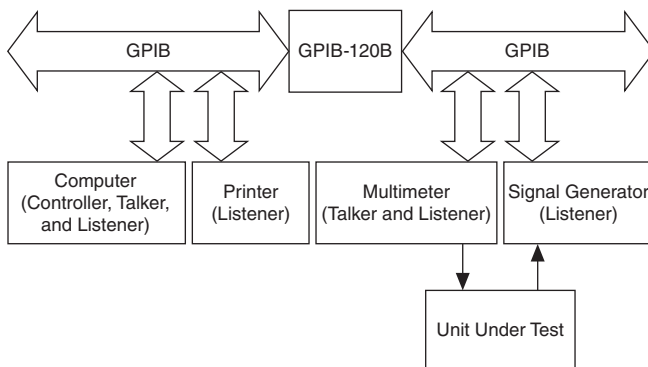 GPIB
GPIB-120B
GPIB
Computer
(Controller, Talker,
and Listener)
Printer
(Listener)
Multimeter
(Talker and Listener)
Signal Generator
(Listener)
Unit Under Test